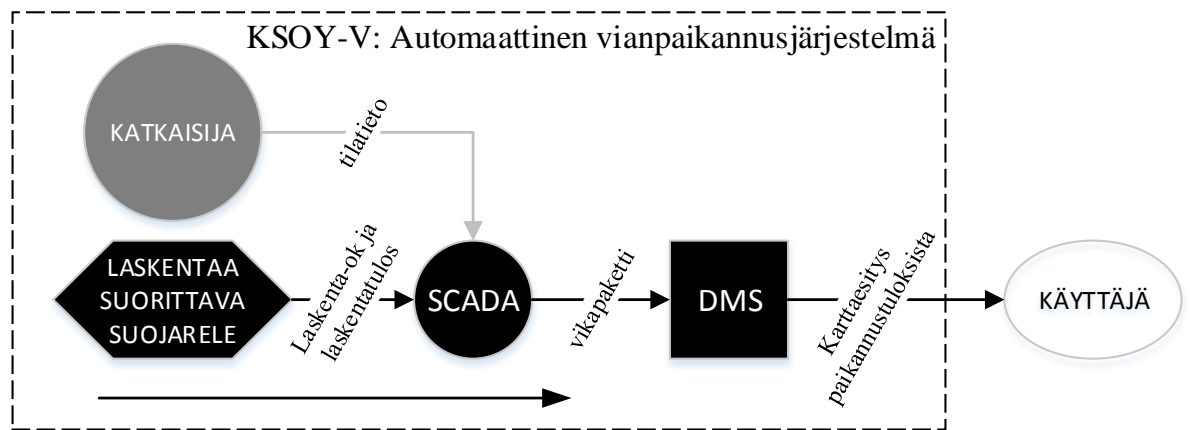 KSOY-V: Automaattinen vianpaikannusjärjestelmä
KATKAISIJA
tilatieto
LASKENTAA
SUORITTAVA
SUOJARELE
Laskenta-ok ja
laskentatulos
SCADA
vikapaketti
DMS
Karttaesitys
paikannustuloksista
KÄYTTÄJÄ